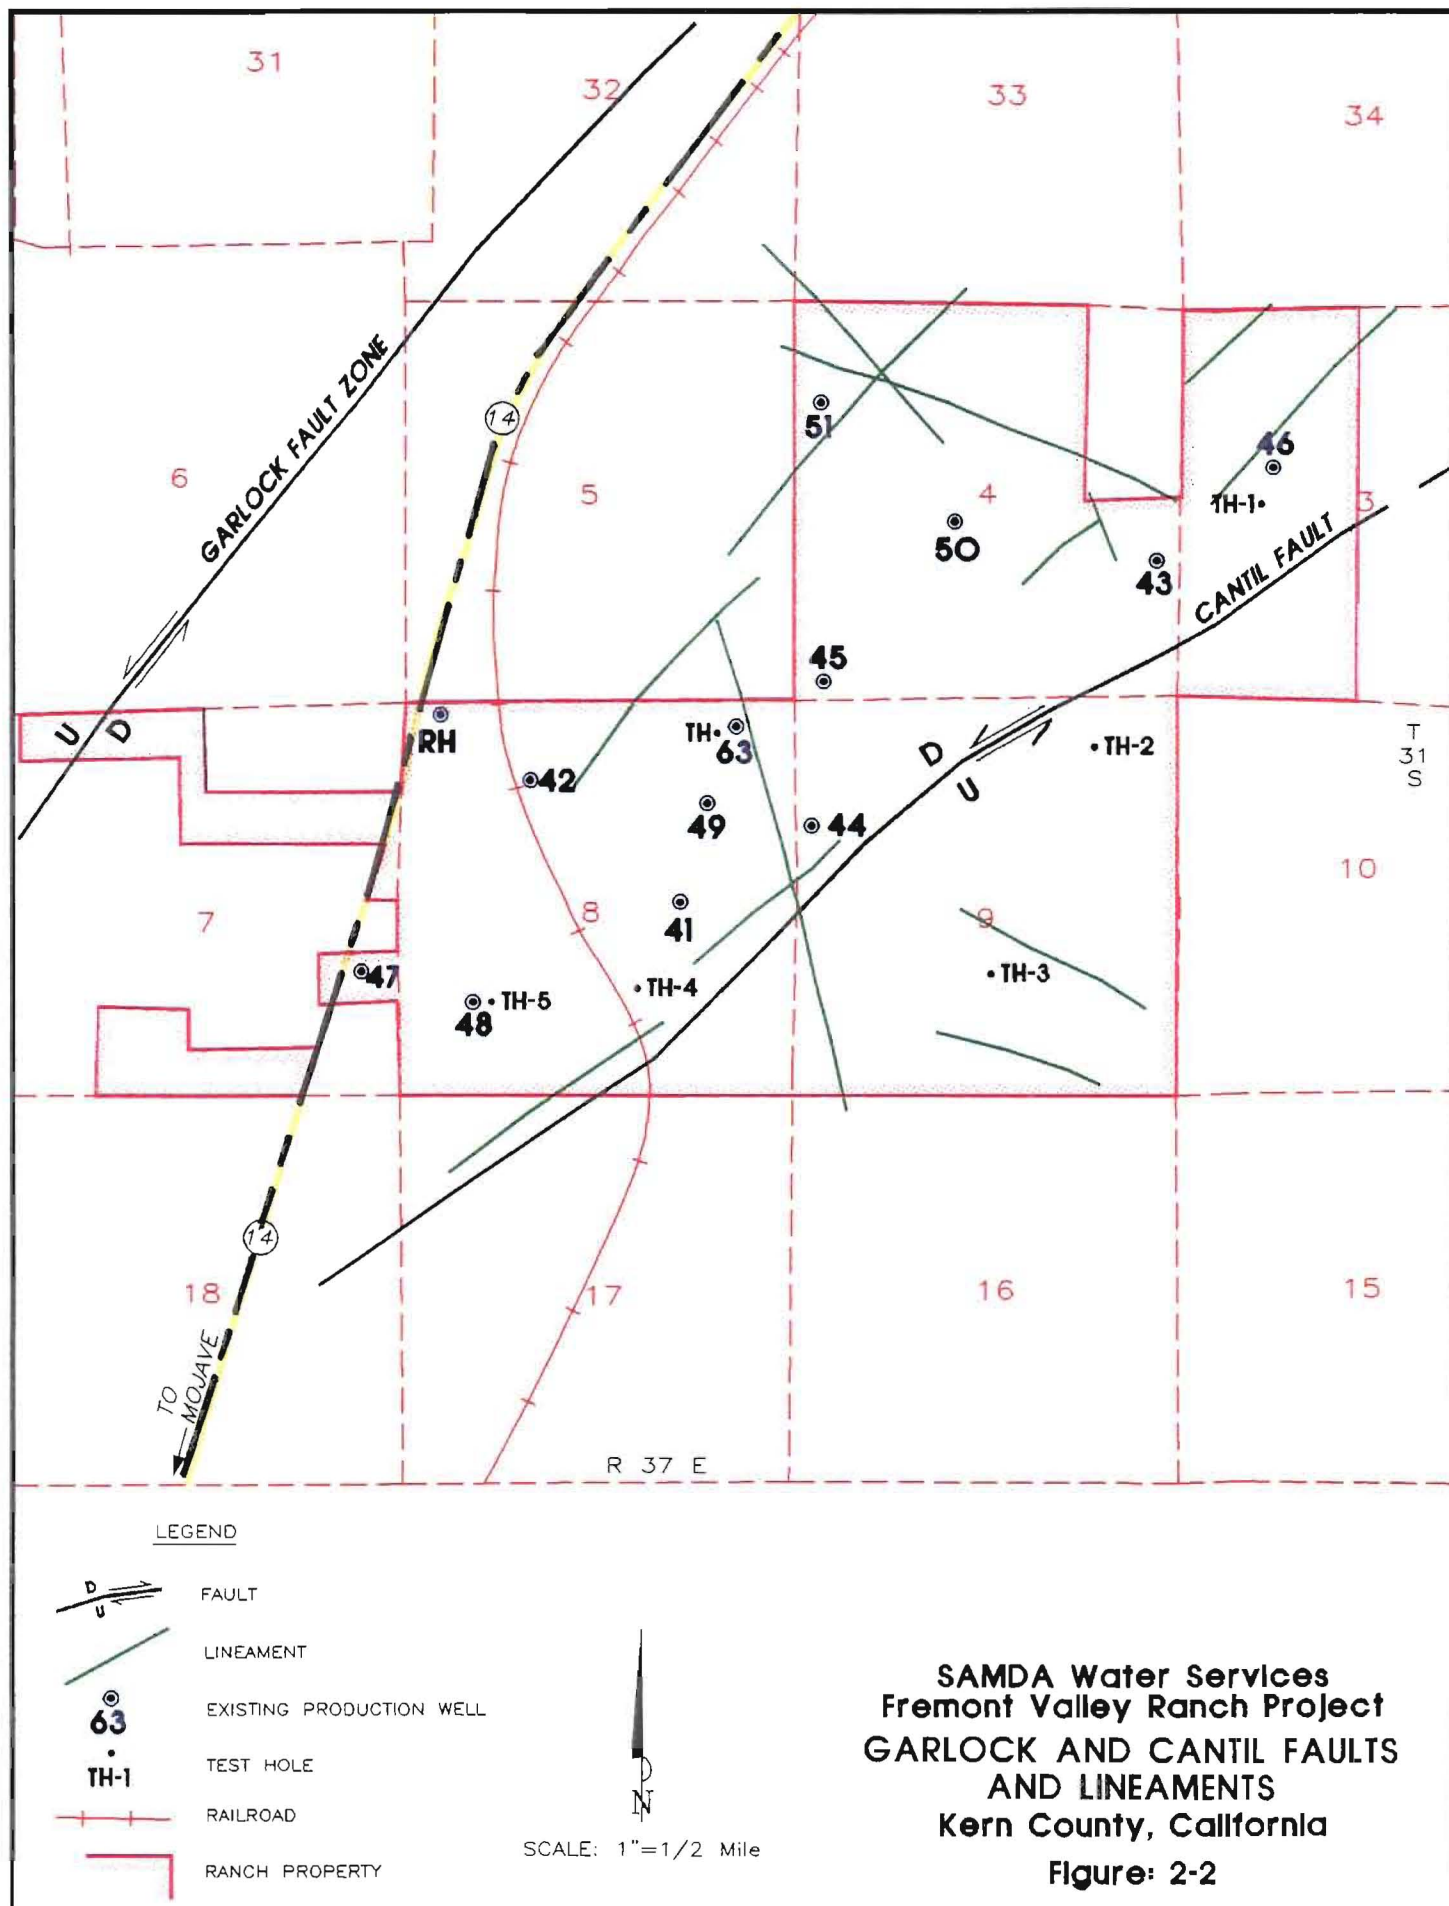 31
32
33
34
GARLOCK FAULT ZONE
14
51
46
6
5
4
TH-1
3
50
43
CANTIL FAULT
45
U
D
RH
TH
63
D
U
TH-2
T
31
S
42
49
44
10
7
8
41
9
47
TH-4
TH-3
48
TH-5
14
18
17
16
15
TO
MOJAVE
R 37 E
LEGEND
D
U
FAULT
LINEAMENT
63
EXISTING PRODUCTION WELL
TH-1
TEST HOLE
RAILROAD
RANCH PROPERTY
N
SCALE: 1"=1/2 Mile
SAMDA Water Services
Fremont Valley Ranch Project
GARLOCK AND CANTIL FAULTS
AND LINEAMENTS
Kern County, California
Figure: 2-2